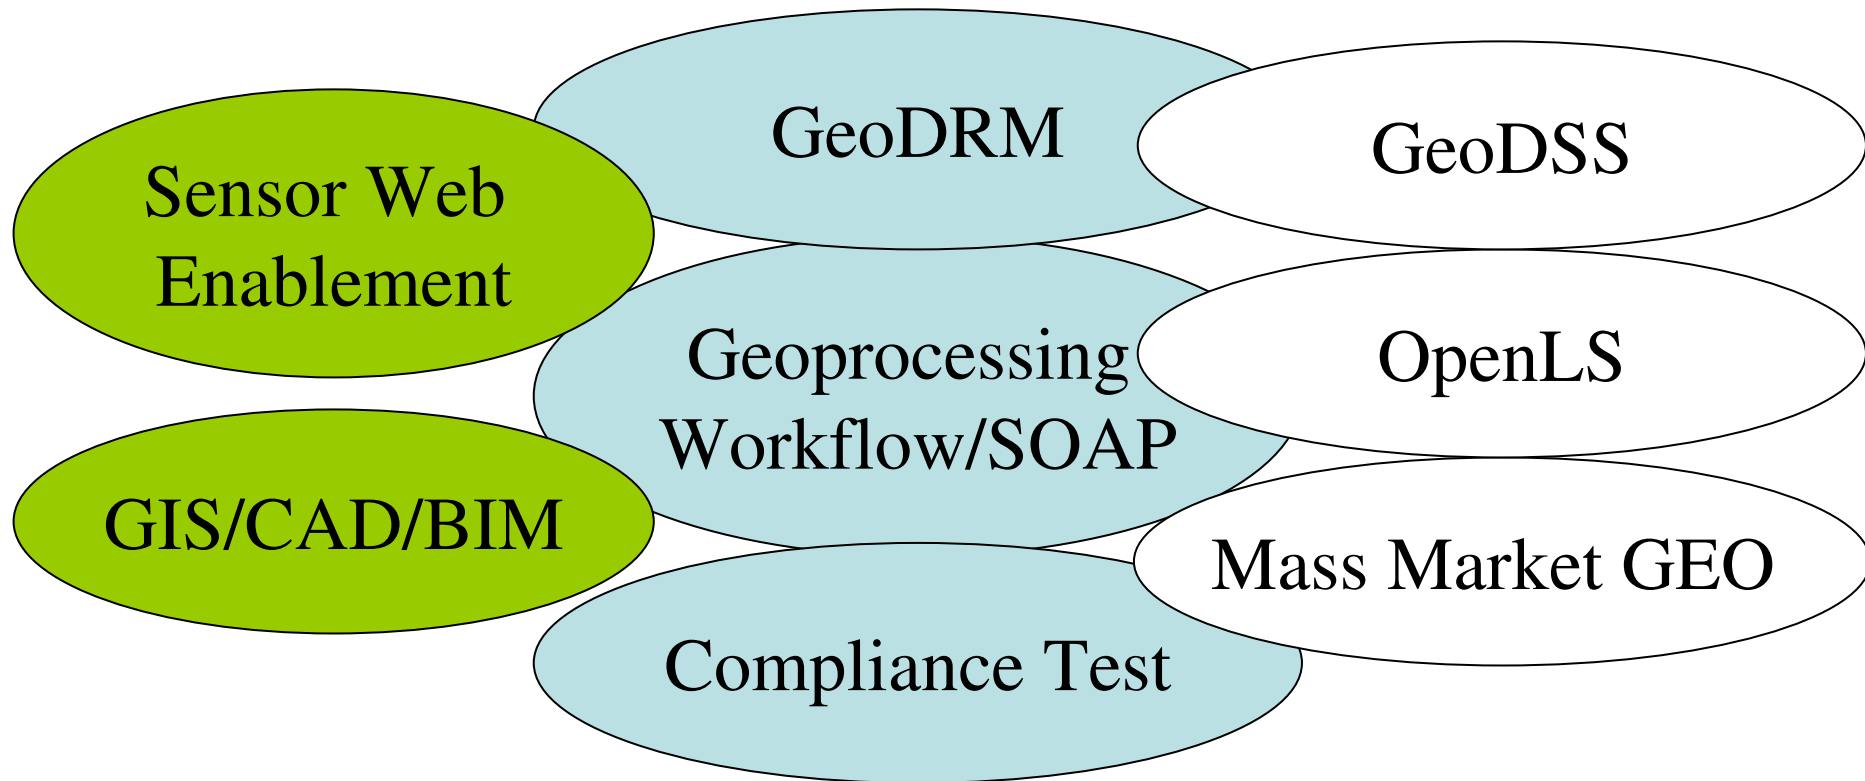 GeoDRM
GeoDSS
Sensor Web
Enablement
Geoprocessing
Workflow/SOAP
OpenLS
GIS/CAD/BIM
Mass Market GEO
Compliance Test